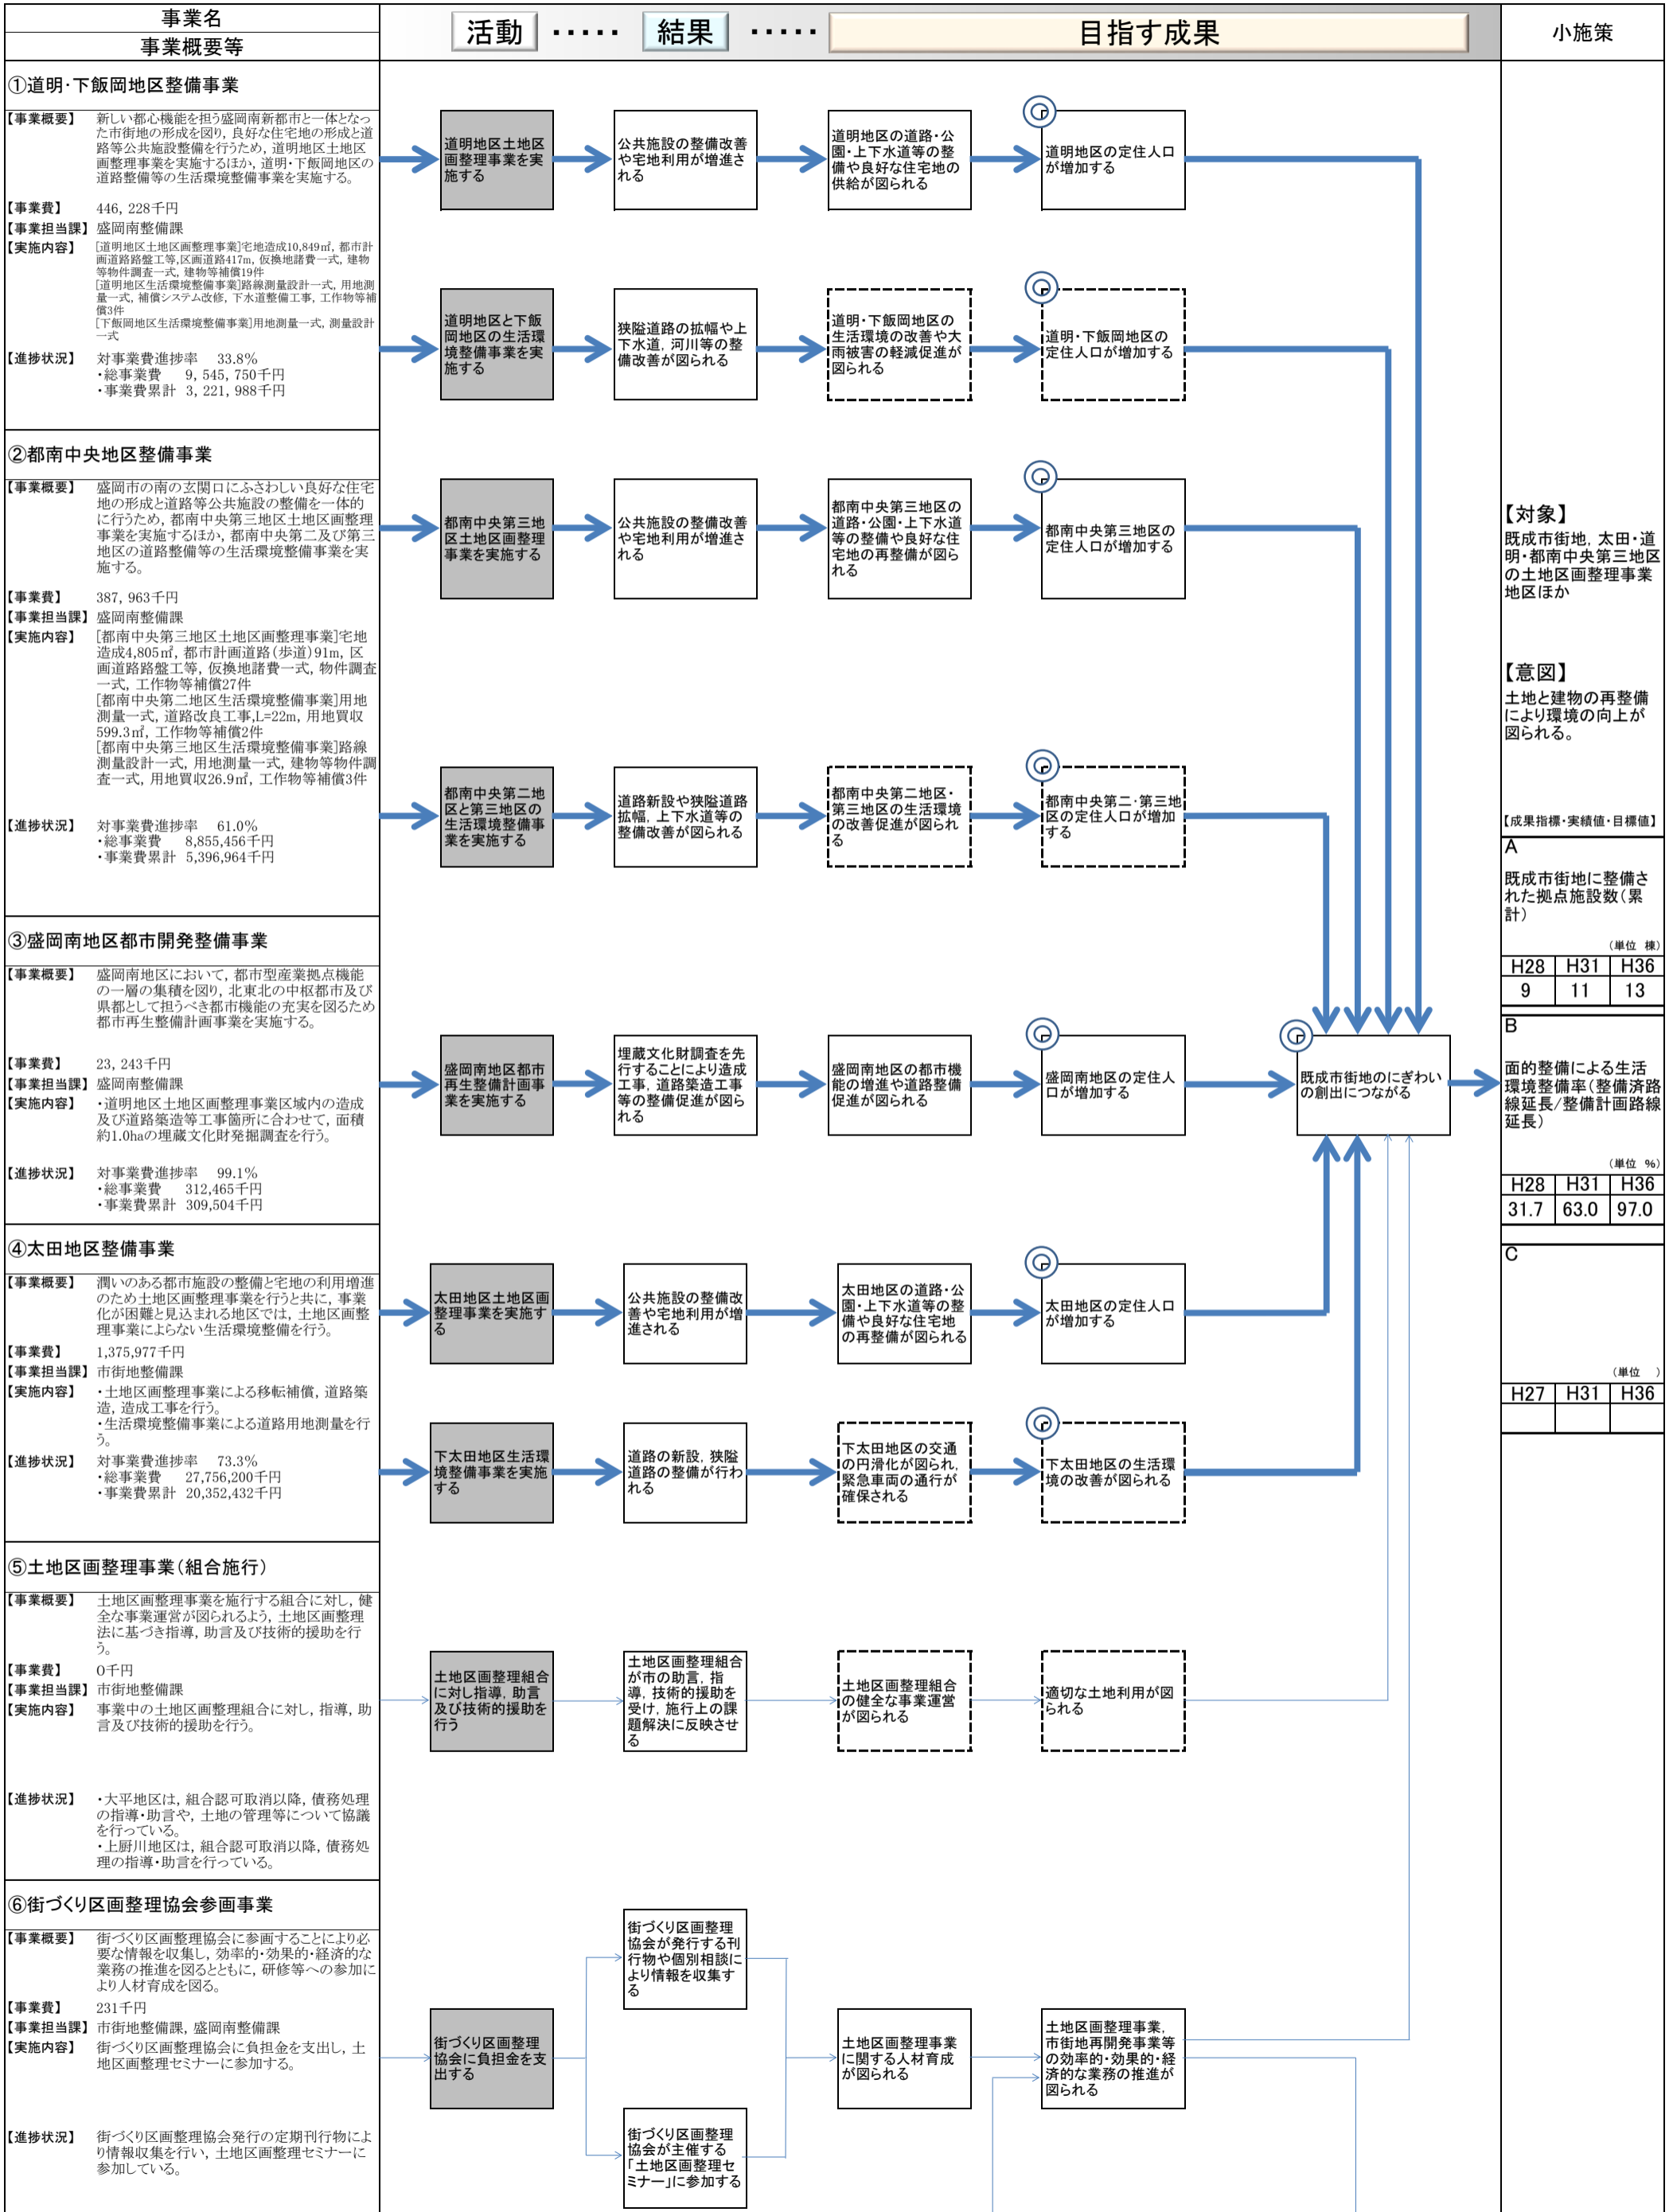 事業名
事業概要等
活動 ・・・・・ 結果 ・・・・・ 目指す成果
小施策
①道明・下飯岡地区整備事業
【事業概要】 新しい都心機能を担う盛岡南新都市と一体となっ
た市街地の形成を図り，良好な住宅地の形成と道
路等公共施設整備を行うため，道明地区土地区
画整理事業を実施するほか，道明・下飯岡地区の
道路整備等の生活環境整備事業を実施する。
【事業費】 446，228千円
【事業担当課】 盛岡南整備課
【実施内容】 [道明地区土地区画整理事業]宅地造成10,849㎡，都市計
画道路路盤工等,区画道路417m，仮換地諸費一式，建物
等物件調査一式，建物等補償19件
[道明地区生活環境整備事業]路線測量設計一式，用地測
量一式，補償システム改修，下水道整備工事，工作物等補
償3件
[下飯岡地区生活環境整備事業]用地測量一式，測量設計
一式
【進捗状況】 対事業費進捗率 33.8%
・総事業費 9，545，750千円
・事業費累計 3，221，988千円
道明地区土地区
画整理事業を実
施する
公共施設の整備改善
や宅地利用が増進さ
れる
道明地区の道路・公
園・上下水道等の整
備や良好な住宅地の
供給が図られる
道明地区の定住人口
が増加する
道明地区と下飯
岡地区の生活環
境整備事業を実
施する
狭隘道路の拡幅や上
下水道，河川等の整
備改善が図られる
道明・下飯岡地区の
生活環境の改善や大
雨被害の軽減促進が
図られる
道明・下飯岡地区の
定住人口が増加する
②都南中央地区整備事業
【事業概要】 盛岡市の南の玄関口にふさわしい良好な住宅
地の形成と道路等公共施設の整備を一体的
に行うため，都南中央第三地区土地区画整理
事業を実施するほか，都南中央第二及び第三
地区の道路整備等の生活環境整備事業を実
施する。
【事業費】 387，963千円
【事業担当課】 盛岡南整備課
【実施内容】 [都南中央第三地区土地区画整理事業]宅地
造成4,805㎡，都市計画道路（歩道）91m，区
画道路路盤工等，仮換地諸費一式，物件調査
一式，工作物等補償27件
[都南中央第二地区生活環境整備事業]用地
測量一式，道路改良工事,L=22m，用地買収
599.3㎡，工作物等補償2件
[都南中央第三地区生活環境整備事業]路線
測量設計一式，用地測量一式，建物等物件調
査一式，用地買収26.9㎡，工作物等補償3件
【進捗状況】 対事業費進捗率 61.0%
・総事業費 8,855,456千円
・事業費累計 5,396,964千円
都南中央第三地
区土地区画整理
事業を実施する
公共施設の整備改善
や宅地利用が増進さ
れる
都南中央第三地区の
道路・公園・上下水道
等の整備や良好な住
宅地の再整備が図ら
れる
都南中央第三地区の
定住人口が増加する
都南中央第二地
区と第三地区の
生活環境整備事
業を実施する
道路新設や狭隘道路
拡幅，上下水道等の
整備改善が図られる
都南中央第二地区・
第三地区の生活環境
の改善促進が図られ
る
都南中央第二・第三地
区の定住人口が増加
する
③盛岡南地区都市開発整備事業
【事業概要】 盛岡南地区において，都市型産業拠点機能
の一層の集積を図り，北東北の中枢都市及び
県都として担うべき都市機能の充実を図るため
都市再生整備計画事業を実施する。
【事業費】 23，243千円
【事業担当課】 盛岡南整備課
【実施内容】 ・道明地区土地区画整理事業区域内の造成
及び道路築造等工事箇所に合わせて，面積
約1.0haの埋蔵文化財発掘調査を行う。
【進捗状況】 対事業費進捗率 99.1%
・総事業費 312,465千円
・事業費累計 309,504千円
盛岡南地区都市
再生整備計画事
業を実施する
埋蔵文化財調査を先
行することにより造成
工事，道路築造工事
等の整備促進が図ら
れる
盛岡南地区の都市機
能の増進や道路整備
促進が図られる
盛岡南地区の定住人
口が増加する
既成市街地のにぎわい
の創出につながる
④太田地区整備事業
【事業概要】 潤いのある都市施設の整備と宅地の利用増進
のため土地区画整理事業を行うと共に，事業
化が困難と見込まれる地区では，土地区画整
理事業によらない生活環境整備を行う。
【事業費】 1,375,977千円
【事業担当課】 市街地整備課
【実施内容】 ・土地区画整理事業による移転補償，道路築
造，造成工事を行う。
・生活環境整備事業による道路用地測量を行
う。
【進捗状況】 対事業費進捗率 73.3%
・総事業費 27,756,200千円
・事業費累計 20,352,432千円
太田地区土地区画
整理事業を実施す
る
公共施設の整備改
善や宅地利用が増
進される
太田地区の道路・公
園・上下水道等の整
備や良好な住宅地
の再整備が図られる
太田地区の定住人口
が増加する
下太田地区生活環
境整備事業を実施
する
道路の新設，狭隘
道路の整備が行わ
れる
下太田地区の交通
の円滑化が図られ，
緊急車両の通行が
確保される
下太田地区の生活環
境の改善が図られる
⑤土地区画整理事業（組合施行）
【事業概要】 土地区画整理事業を施行する組合に対し，健
全な事業運営が図られるよう，土地区画整理
法に基づき指導，助言及び技術的援助を行
う。
【事業費】 0千円
【事業担当課】 市街地整備課
【実施内容】 事業中の土地区画整理組合に対し，指導，助
言及び技術的援助を行う。
【進捗状況】 ・大平地区は，組合認可取消以降，債務処理
の指導・助言や，土地の管理等について協議
を行っている。
・上厨川地区は，組合認可取消以降，債務処
理の指導・助言を行っている。
土地区画整理組合
に対し指導，助言
及び技術的援助を
行う
土地区画整理組合
が市の助言，指
導，技術的援助を
受け，施行上の課
題解決に反映させ
る
土地区画整理組合
の健全な事業運営
が図られる
適切な土地利用が図
られる
⑥街づくり区画整理協会参画事業
【事業概要】 街づくり区画整理協会に参画することにより必
要な情報を収集し，効率的・効果的・経済的な
業務の推進を図るとともに，研修等への参加に
より人材育成を図る。
【事業費】 231千円
【事業担当課】 市街地整備課，盛岡南整備課
【実施内容】 街づくり区画整理協会に負担金を支出し，土
地区画整理セミナーに参加する。
【進捗状況】 街づくり区画整理協会発行の定期刊行物によ
り情報収集を行い，土地区画整理セミナーに
参加している。
街づくり区画整理
協会に負担金を支
出する
街づくり区画整理
協会が発行する刊
行物や個別相談に
より情報を収集す
る
街づくり区画整理
協会が主催する
「土地区画整理セ
ミナー」に参加する
土地区画整理事業
に関する人材育成
が図られる
土地区画整理事業，
市街地再開発事業等
の効率的・効果的・経
済的な業務の推進が
図られる
【対象】
既成市街地，太田・道
明・都南中央第三地区
の土地区画整理事業
地区ほか
【意図】
土地と建物の再整備
により環境の向上が
図られる。
【成果指標・実績値・目標値】
A
既成市街地に整備さ
れた拠点施設数（累
計）
（単位 棟）
H28 H31 H36
9 11 13
B
面的整備による生活
環境整備率（整備済路
線延長/整備計画路線
延長）
（単位 %）
H28 H31 H36
31.7 63.0 97.0
C
（単位 ）
H27 H31 H36